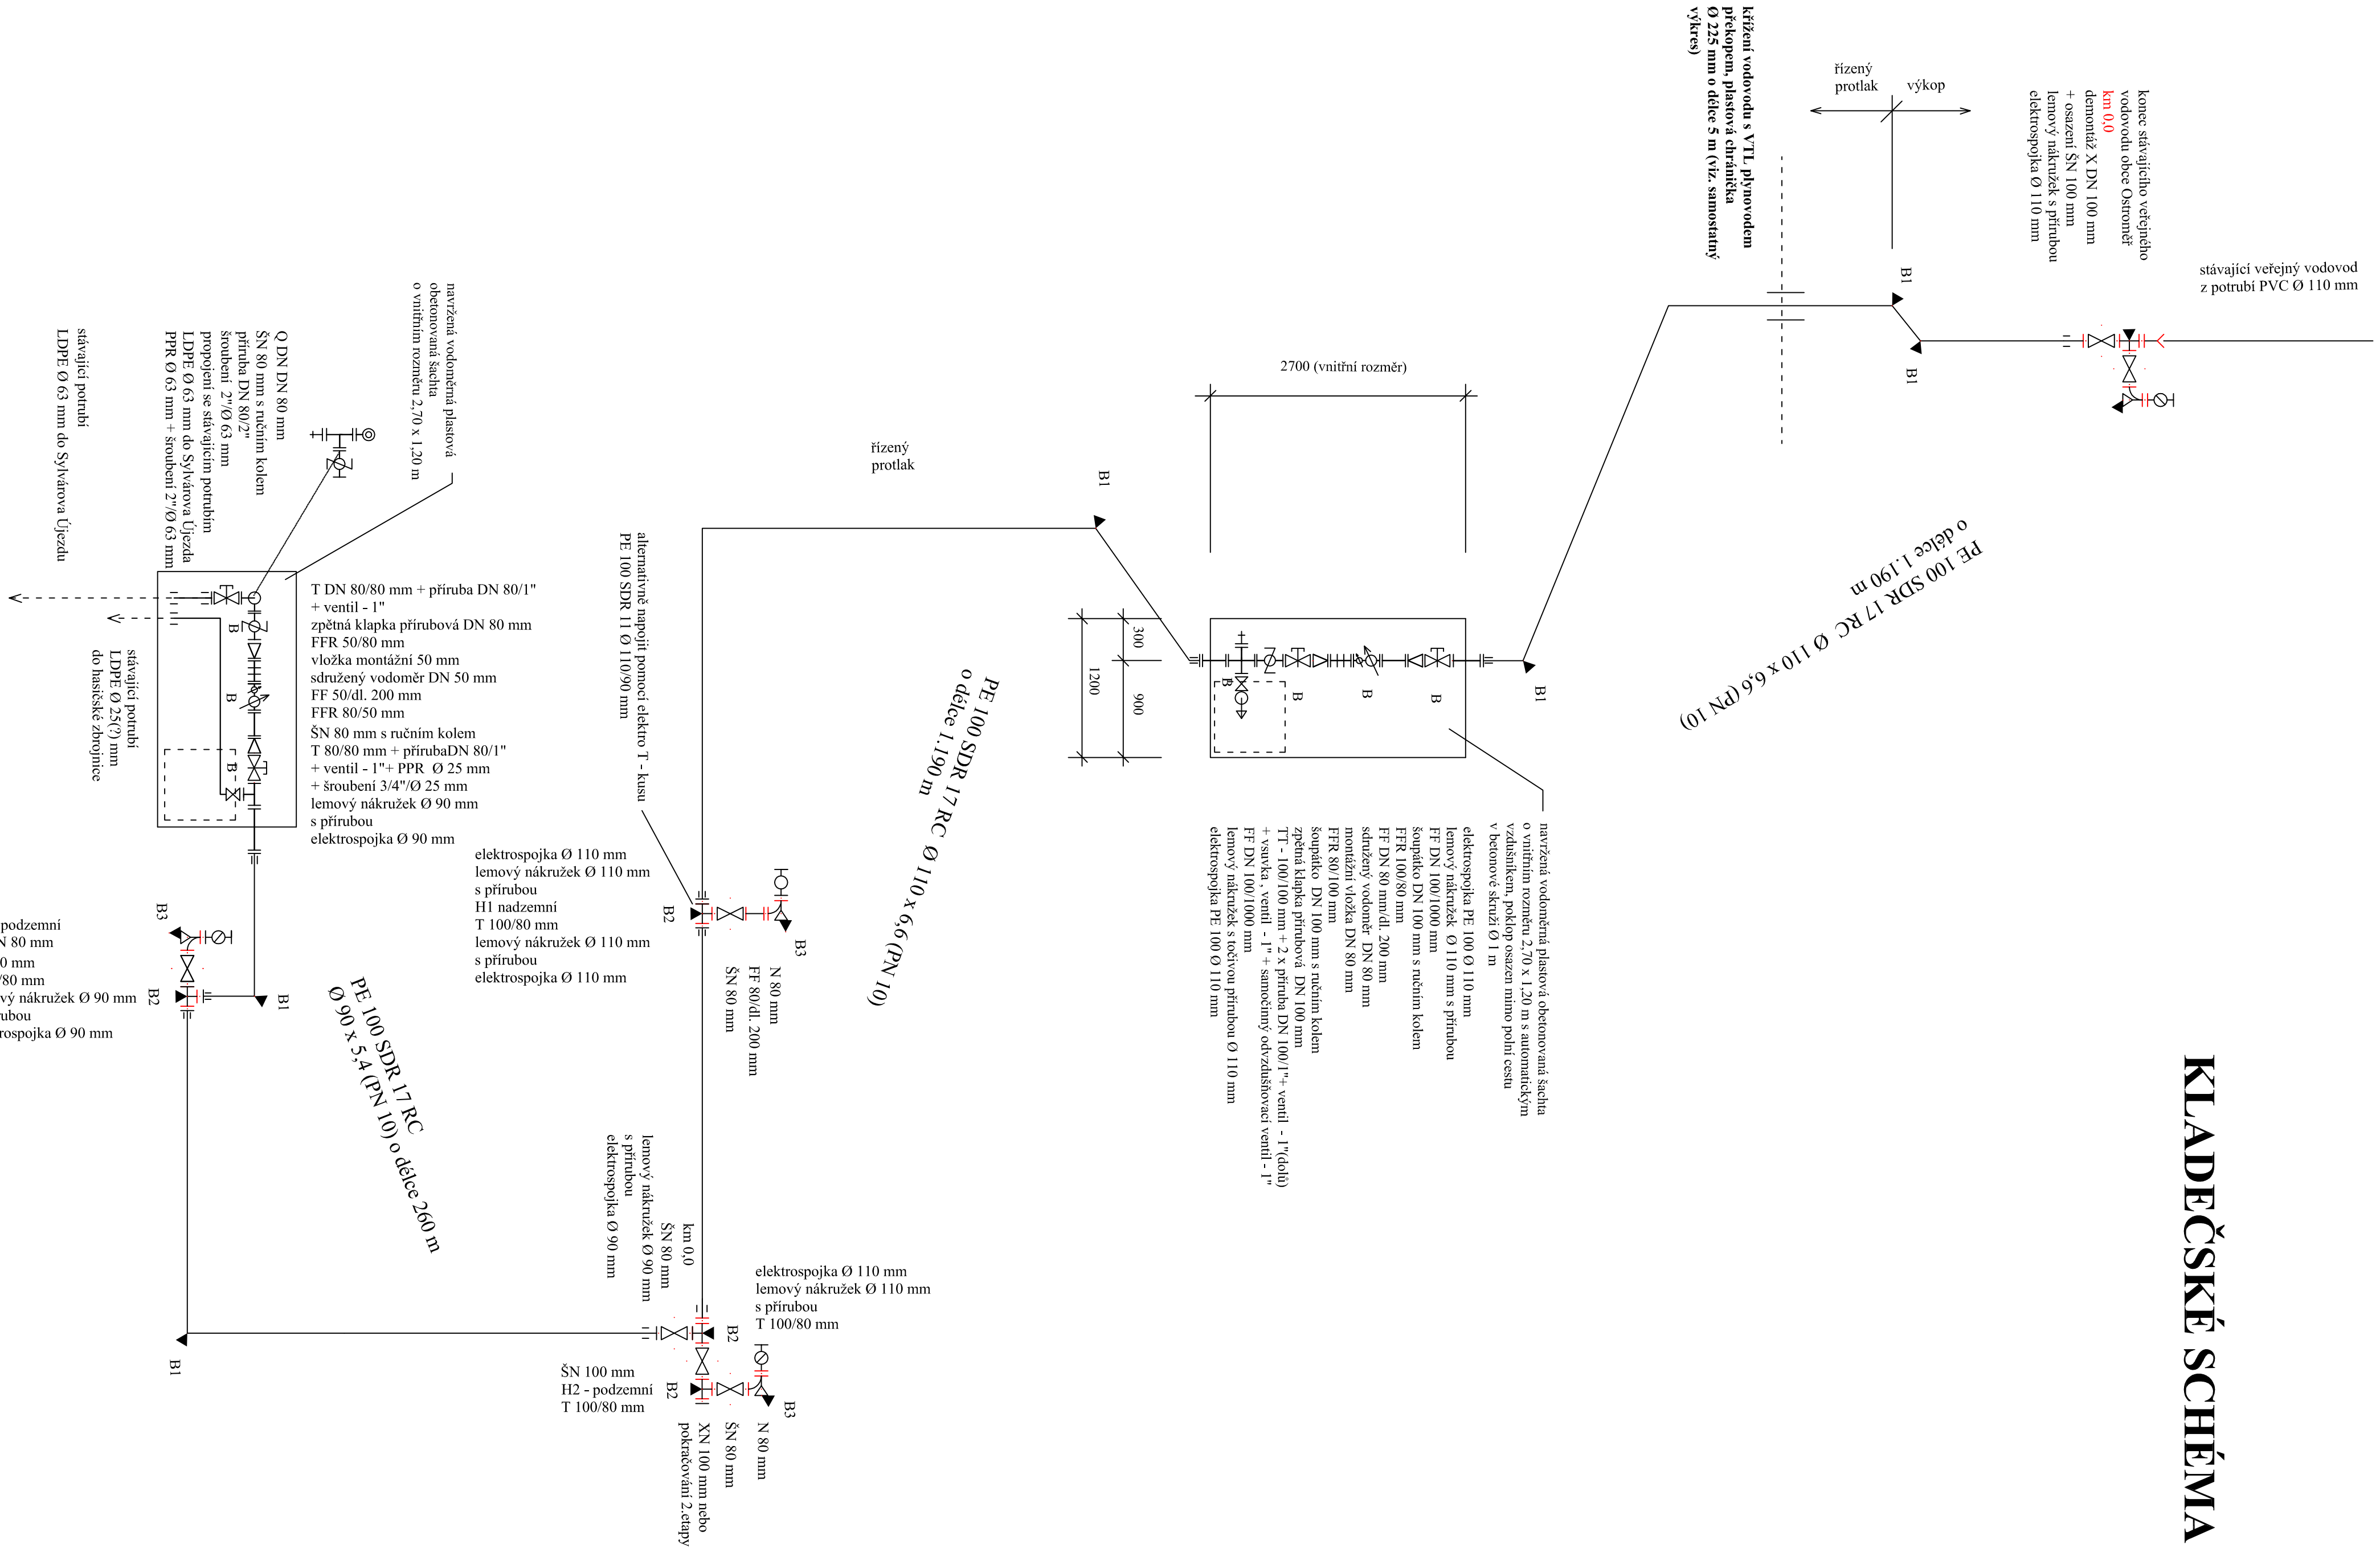 KLADEČSKÉ SCHÉMA
stávající veřejný vodovod
z potrubí PVC Ø 110 mm
konec stávajícího veřejného
vodovodu obce Ostroměř
km 0,0
demontáž X DN 100 mm
+ osazení ŠN 100 mm
lemový nákružek s přírubou
elektrospojka Ø 110 mm
řízený
protlak
výkop
křížení vodovodu s VTL plynovodem
překopem, plastová chránička
Ø 225 mm o délce 5 m (viz. samostatný
výkres)
B1
B1
PE 100 SDR 17 RC Ø 110 x 6,6 (PN 10)
o délce 1.190 m
2700 (vnitřní rozměr)
B1
B1
300
900
1200
B
B
B
B
navržená vodoměrná plastová obetonovaná šachta
o vnitřním rozměru 2,70 x 1,20 m s automatickým
vzdušníkem, poklop osazen mimo polní cestu
v betonové skruži Ø 1 m
elektrospojka PE 100 Ø 110 mm
lemový nákružek Ø 110 mm s přírubou
FF DN 100/1000 mm
šoupátko DN 100 mm s ručním kolem
FFR 100/80 mm
FF DN 80 mm/dl. 200 mm
sdružený vodoměr DN 80 mm
montážní vložka DN 80 mm
FFR 80/100 mm
šoupátko DN 100 mm s ručním kolem
zpětná klapka přírubová DN 100 mm
TT - 100/100 mm + 2 x příruba DN 100/1"+ ventil - 1"(dolů)
+ vsuvka , ventil - 1" + samočinný odvzdušňovací ventil - 1"
FF DN 100/1000 mm
lemový nákružek s točivou přírubou Ø 110 mm
elektrospojka PE 100 Ø 110 mm
řízený
protlak
PE 100 SDR 17 RC Ø 110 x 6,6 (PN 10)
o délce 1.190 m
alternativně napojit pomocí elektro T - kusu
PE 100 SDR 11 Ø 110/90 mm
elektrospojka Ø 110 mm
lemový nákružek Ø 110 mm
s přírubou
H1 nadzemní
T 100/80 mm
lemový nákružek Ø 110 mm
s přírubou
elektrospojka Ø 110 mm
B2
B3
N 80 mm
FF 80/dl. 200 mm
ŠN 80 mm
km 0,0
ŠN 80 mm
lemový nákružek Ø 90 mm
s přírubou
elektrospojka Ø 90 mm
elektrospojka Ø 110 mm
lemový nákružek Ø 110 mm
s přírubou
T 100/80 mm
B2
B2
B3
ŠN 100 mm
H2 - podzemní
T 100/80 mm
N 80 mm
ŠN 80 mm
XN 100 mm nebo
pokračování 2.etapy
B1
PE 100 SDR 17 RC
Ø 90 x 5,4 (PN 10) o délce 260 m
B1
B2
B3
podzemní
N 80 mm
0 mm
/80 mm
vý nákružek Ø 90 mm
rubou
rospojka Ø 90 mm
navržená vodoměrná plastová
obetonovaná šachta
o vnitřním rozměru 2,70 x 1,20 m
Q DN DN 80 mm
ŠN 80 mm s ručním kolem
příruba DN 80/2"
šroubení 2"/Ø 63 mm
propojení se stávajícím potrubím
LDPE Ø 63 mm do Sylvárova Újezda
PPR Ø 63 mm + šroubení 2"/Ø 63 mm
stávající potrubí
LDPE Ø 63 mm do Sylvárova Újezdu
stávající potrubí
LDPE Ø 25(?) mm
do hasičské zbrojnice
B
B
B
T DN 80/80 mm + příruba DN 80/1"
+ ventil - 1"
zpětná klapka přírubová DN 80 mm
FFR 50/80 mm
vložka montážní 50 mm
sdružený vodoměr DN 50 mm
FF 50/dl. 200 mm
FFR 80/50 mm
ŠN 80 mm s ručním kolem
T 80/80 mm + přírubaDN 80/1"
+ ventil - 1"+ PPR Ø 25 mm
+ šroubení 3/4"/Ø 25 mm
lemový nákružek Ø 90 mm
s přírubou
elektrospojka Ø 90 mm